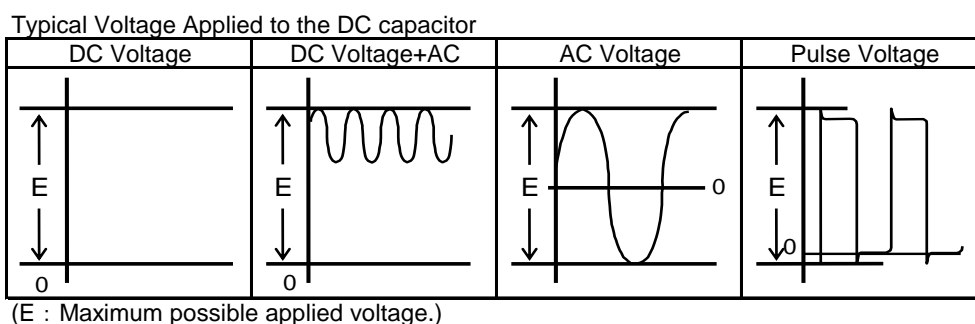 Typical Voltage Applied to the DC capacitor
DC Voltage DC Voltage+AC AC Voltage Pulse Voltage
E E E E
0
0
0 0
(E：Maximum possible applied voltage.)